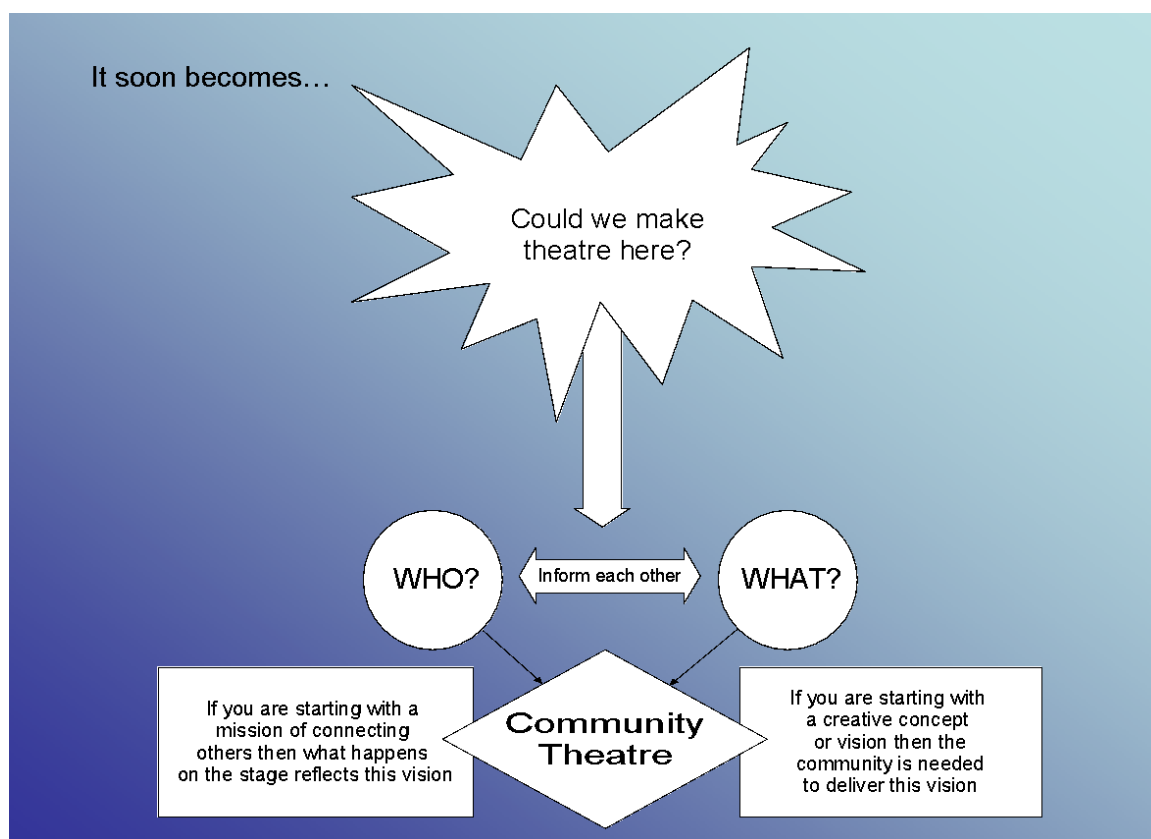 It soon becomes…
Could we make
theatre here?
WHO?
Inform each other
WHAT?
If you are starting with a
mission of connecting
others then what happens
on the stage reflects this vision
Community
Theatre
If you are starting with
a creative concept
or vision then the
community is needed
to deliver this vision